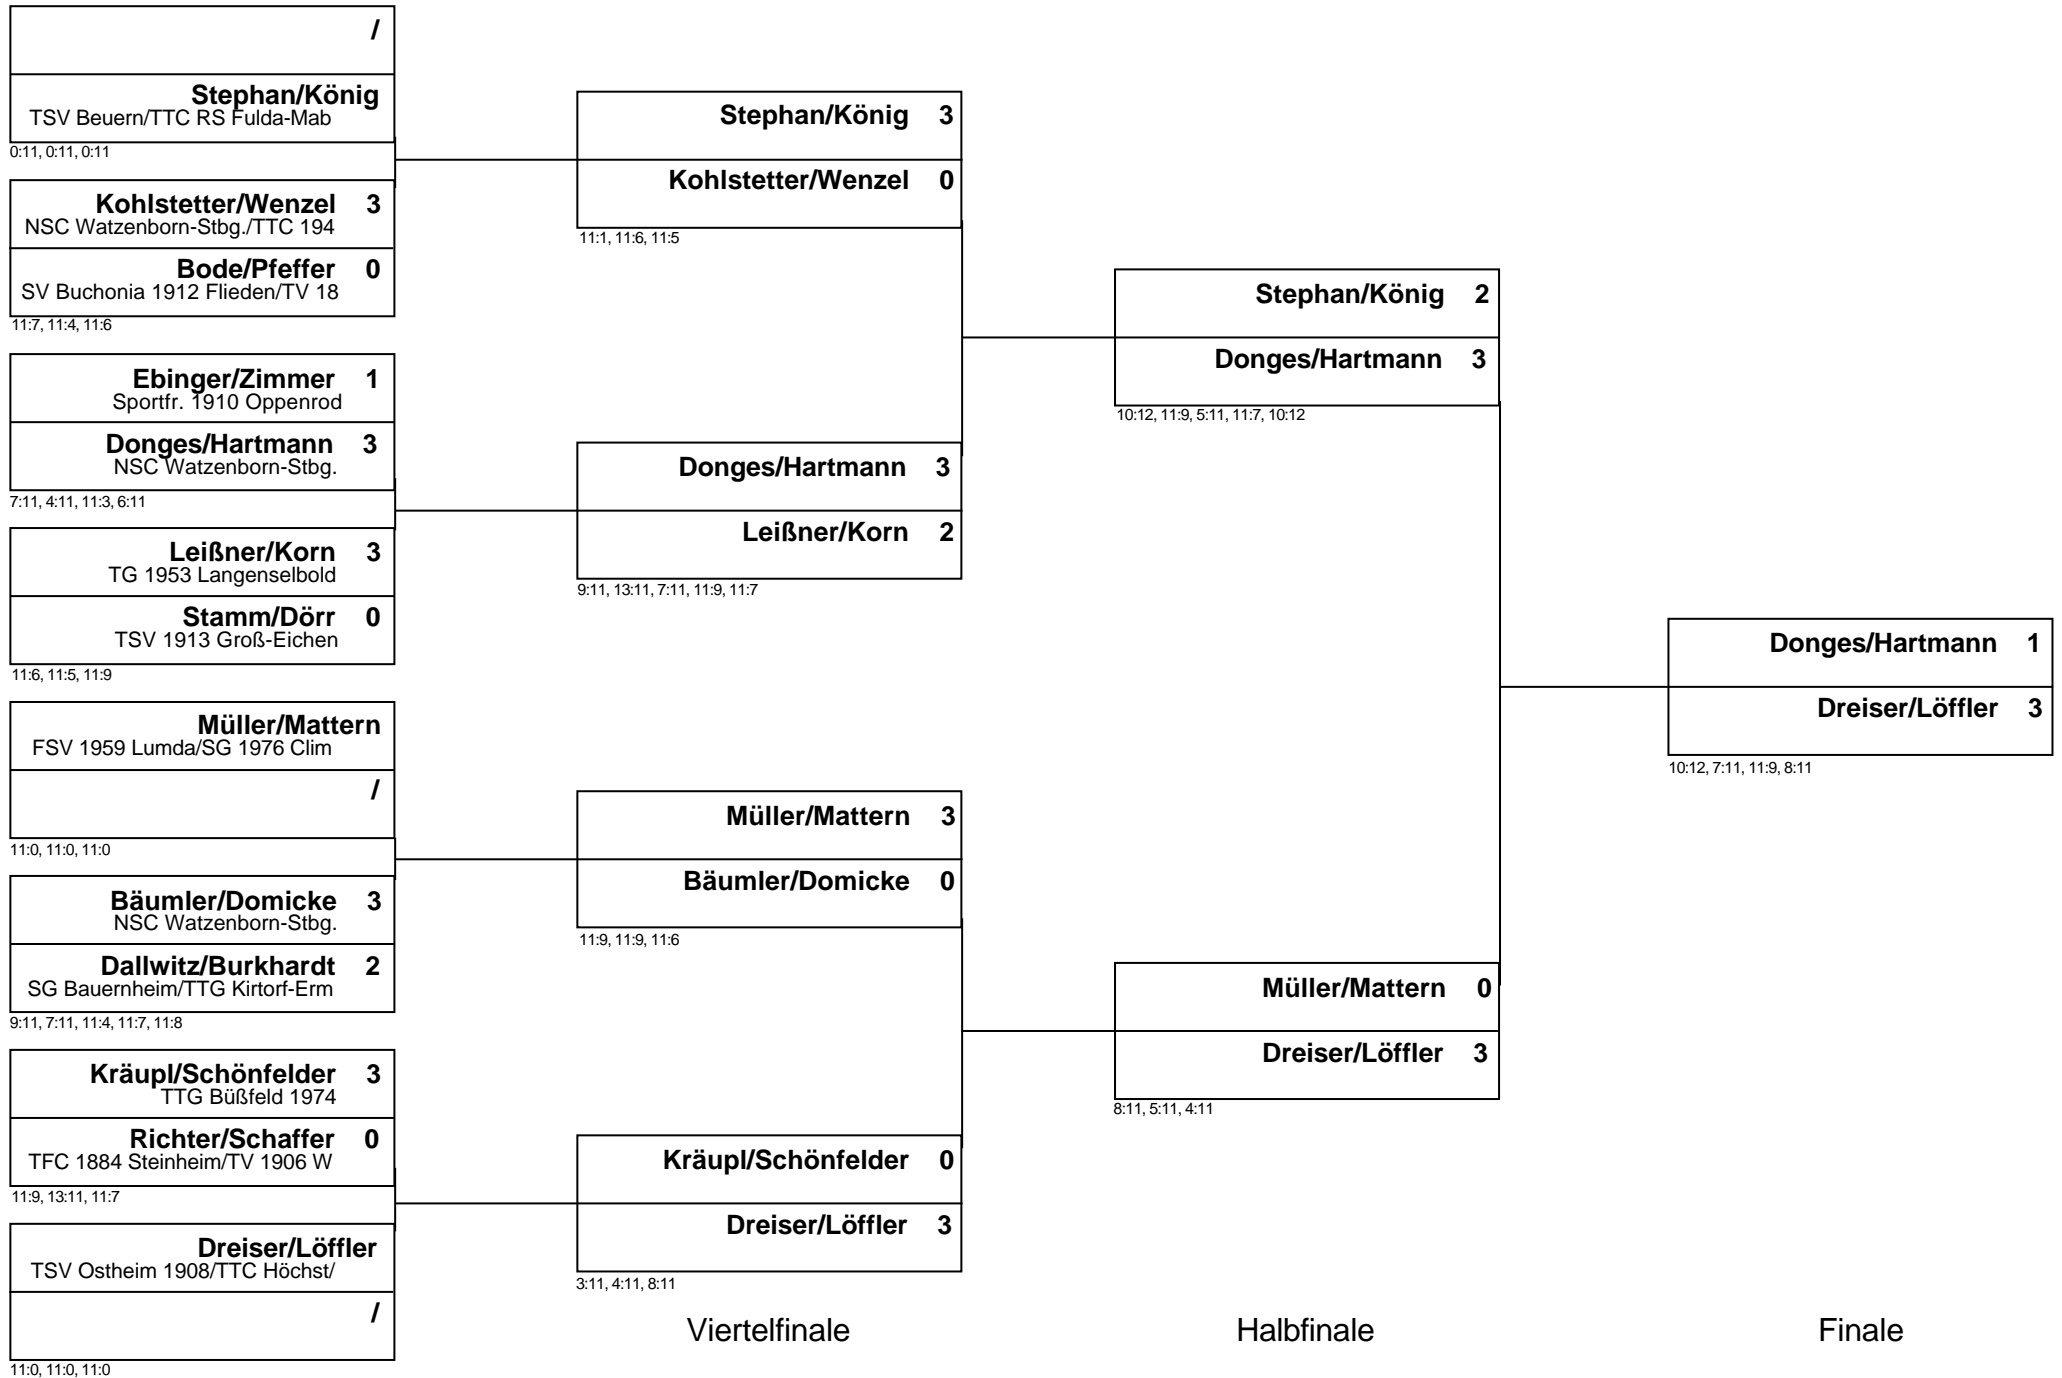 /
Stephan/König
TSV Beuern/TTC RS Fulda-Mab
0:11, 0:11, 0:11
Kohlstetter/Wenzel 3
NSC Watzenborn-Stbg./TTC 194
Bode/Pfeffer 0
SV Buchonia 1912 Flieden/TV 18
11:7, 11:4, 11:6
Ebinger/Zimmer 1
Sportfr. 1910 Oppenrod
Donges/Hartmann 3
NSC Watzenborn-Stbg.
7:11, 4:11, 11:3, 6:11
Leißner/Korn 3
TG 1953 Langenselbold
Stamm/Dörr 0
TSV 1913 Groß-Eichen
11:6, 11:5, 11:9
Müller/Mattern
FSV 1959 Lumda/SG 1976 Clim
/
11:0, 11:0, 11:0
Bäumler/Domicke 3
NSC Watzenborn-Stbg.
Dallwitz/Burkhardt 2
SG Bauernheim/TTG Kirtorf-Erm
9:11, 7:11, 11:4, 11:7, 11:8
Kräupl/Schönfelder 3
TTG Büßfeld 1974
Richter/Schaffer 0
TFC 1884 Steinheim/TV 1906 W
11:9, 13:11, 11:7
Dreiser/Löffler
TSV Ostheim 1908/TTC Höchst/
/
11:0, 11:0, 11:0
Stephan/König 3
Kohlstetter/Wenzel 0
11:1, 11:6, 11:5
Donges/Hartmann 3
Leißner/Korn 2
9:11, 13:11, 7:11, 11:9, 11:7
Müller/Mattern 3
Bäumler/Domicke 0
11:9, 11:9, 11:6
Kräupl/Schönfelder 0
Dreiser/Löffler 3
3:11, 4:11, 8:11
Viertelfinale
Stephan/König 2
Donges/Hartmann 3
10:12, 11:9, 5:11, 11:7, 10:12
Müller/Mattern 0
Dreiser/Löffler 3
8:11, 5:11, 4:11
Halbfinale
Donges/Hartmann 1
Dreiser/Löffler 3
10:12, 7:11, 11:9, 8:11
Finale